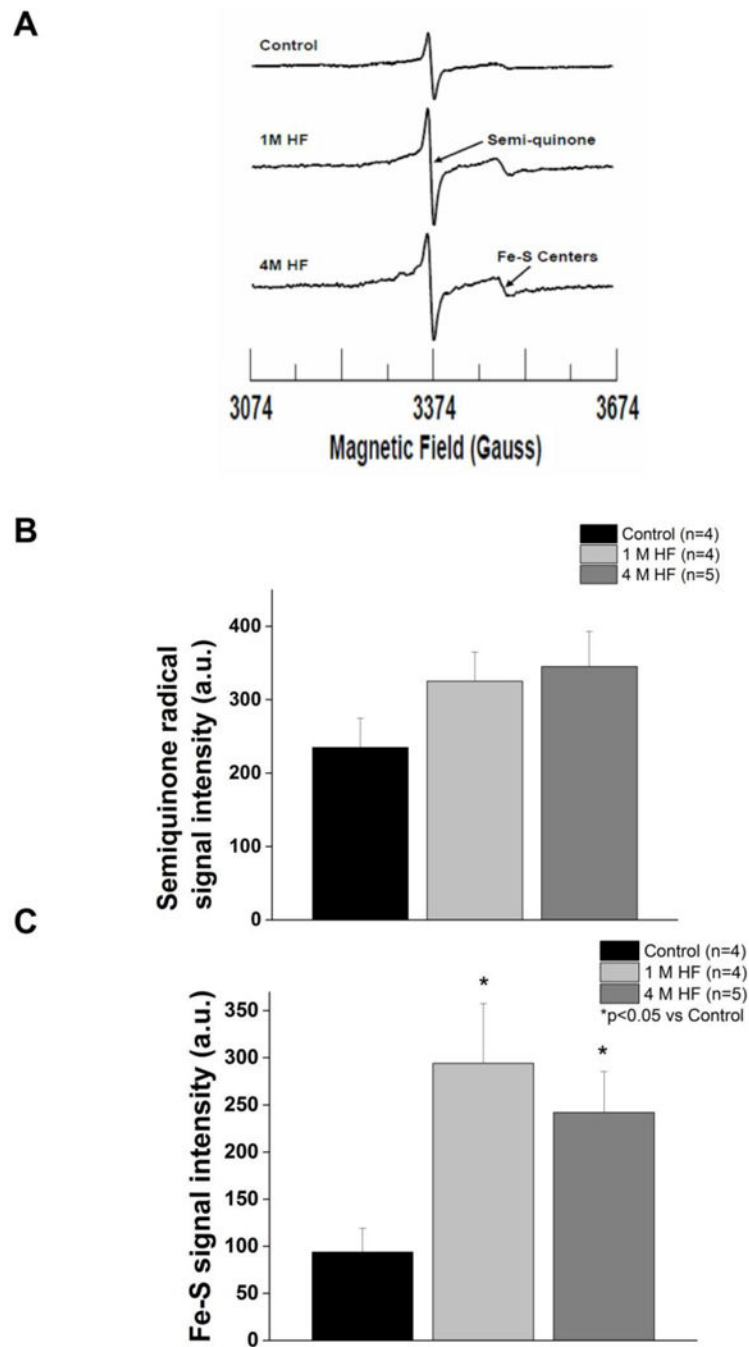 A
Control
1M HF
Semi-quinone
4M HF
Fe-S Centers
3074 3374 3674
Magnetic Field (Gauss)
B
Control (n=4)
1 M HF (n=4)
4 M HF (n=5)
Semiquinone radical
signal intensity (a.u.)
400
300
200
100
0
C
Control (n=4)
1 M HF (n=4)
4 M HF (n=5)
*p<0.05 vs Control
Fe-S signal intensity (a.u.)
350
300
250
200
150
100
50
0
*
*